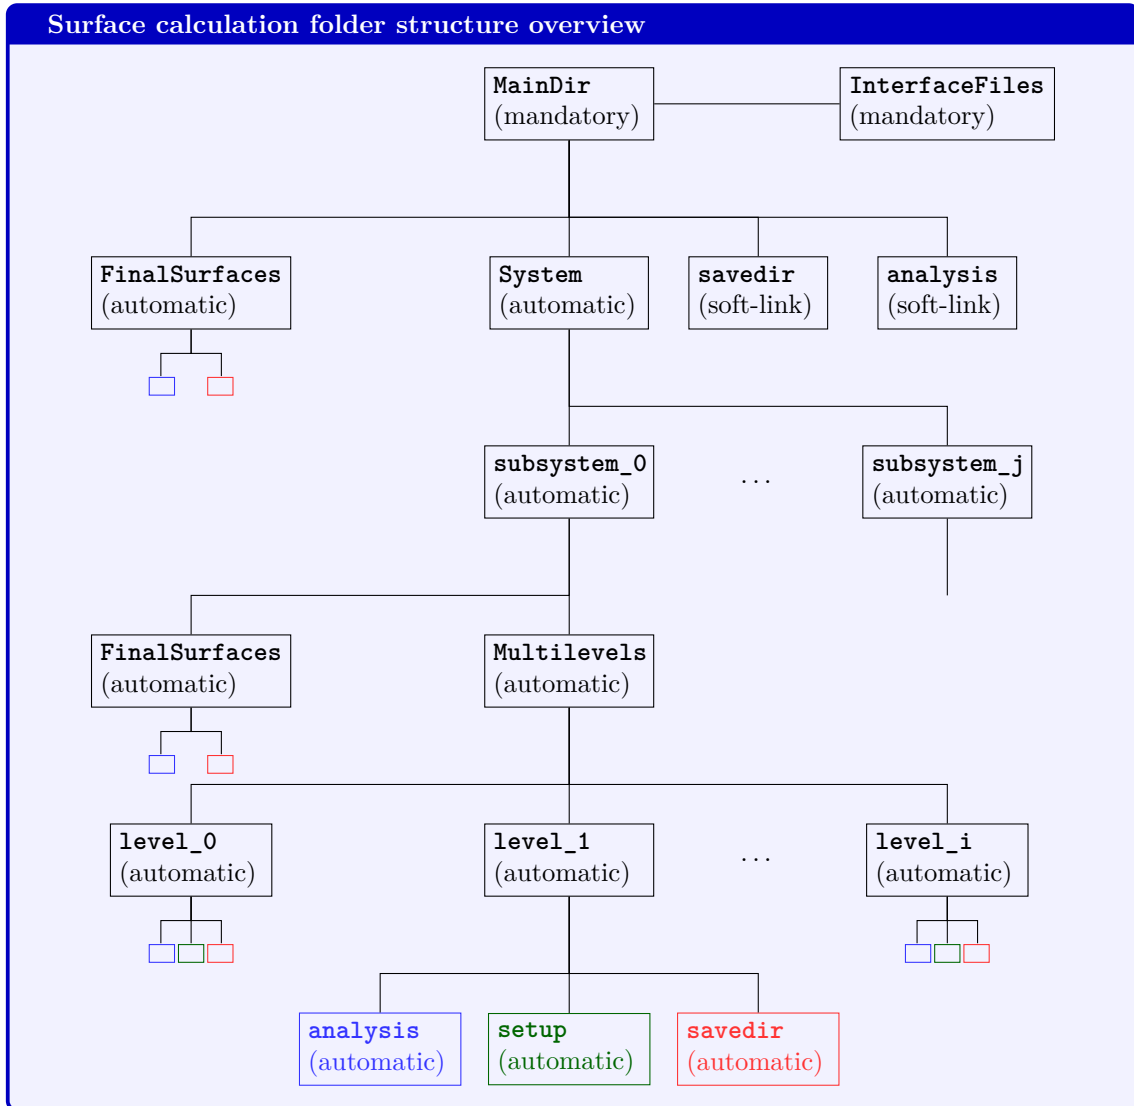 Surface calculation folder structure overview
MainDir
(mandatory)
InterfaceFiles
(mandatory)
FinalSurfaces
(automatic)
System
(automatic)
savedir
(soft-link)
analysis
(soft-link)
subsystem_0
(automatic)
...
subsystem_j
(automatic)
FinalSurfaces
(automatic)
Multilevels
(automatic)
level_0
(automatic)
level_1
(automatic)
...
level_i
(automatic)
analysis
(automatic)
setup
(automatic)
savedir
(automatic)